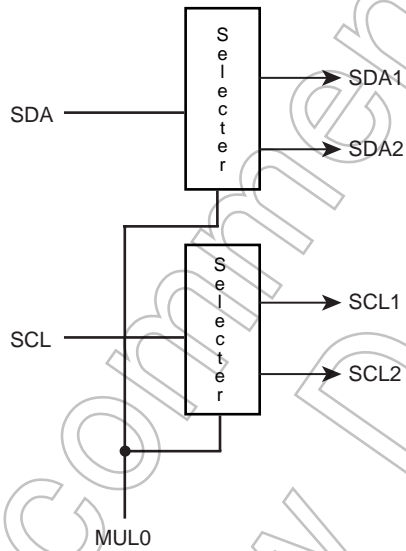 Selecter
SDA
SDA1
SDA2
Selecter
SCL
SCL1
SCL2
MUL0